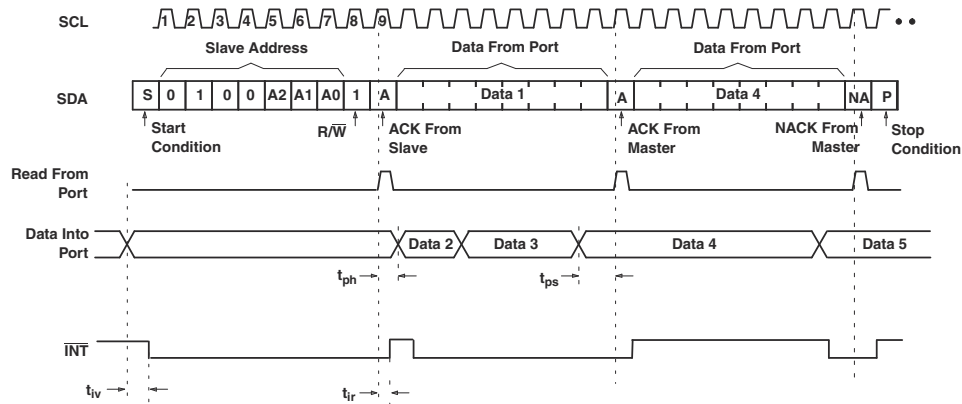 SCL 1 2 3 4 5 6 7 8 9
Slave Address Data From Port Data From Port
SDA S 0 1 0 0 A2 A1 A0 1 A Data 1 A Data 4 NA P
Start Condition
R/W̅
ACK From Slave
ACK From Master
NACK From Master
Stop Condition
Read From Port
Data Into Port
Data 2 Data 3 Data 4 Data 5
tph tps
I̅N̅T̅
tiv tir